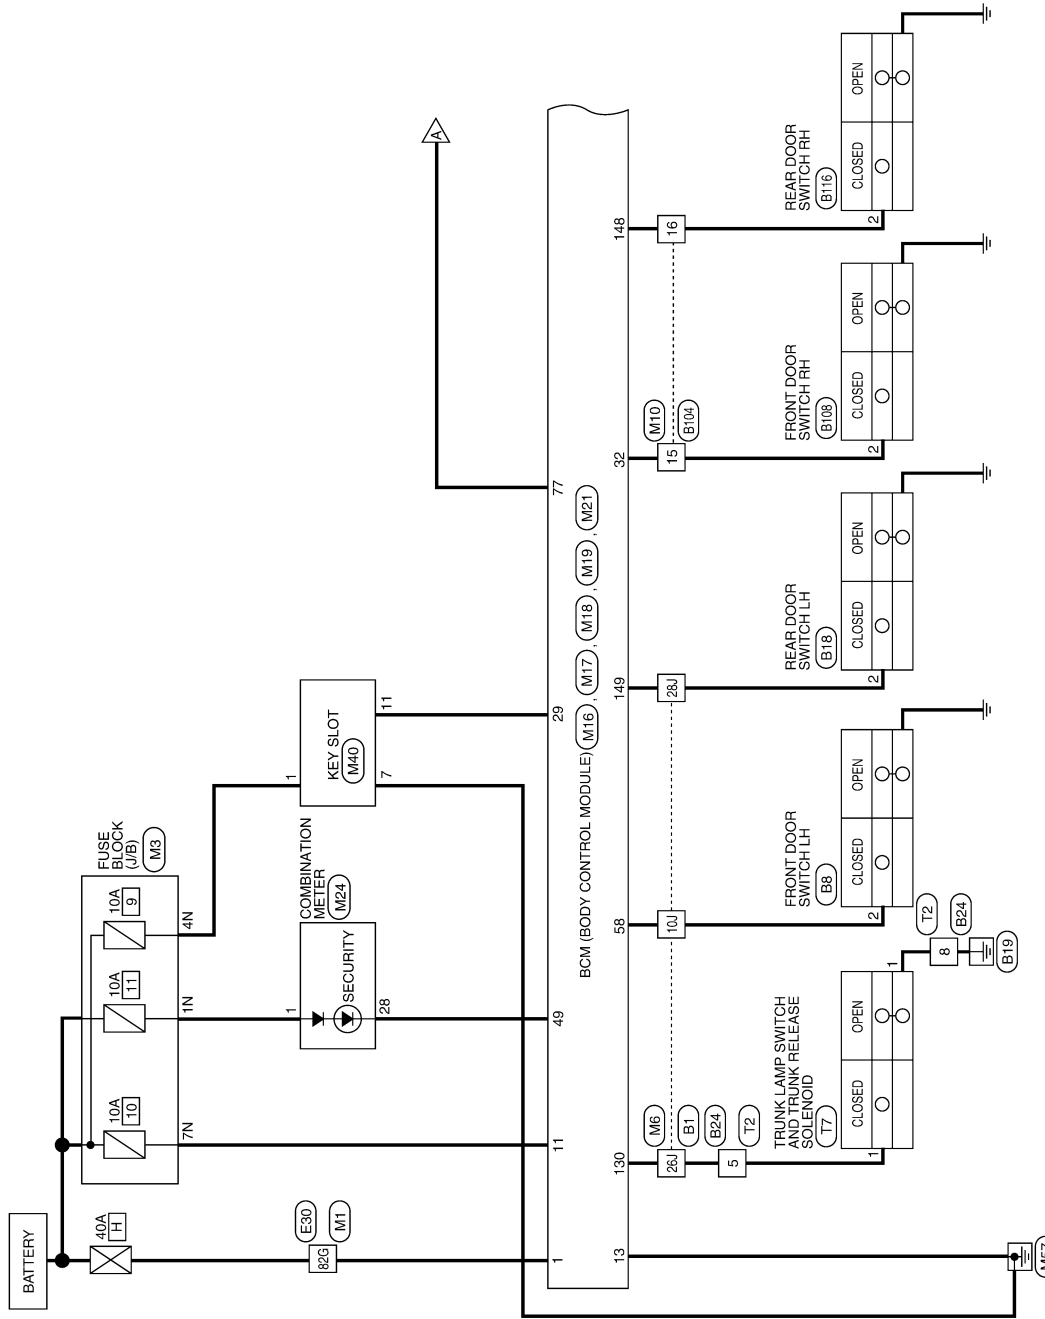 BATTERY
40A
H
E30
82G
M1
1
FUSE
BLOCK
(J/B)
M3
10A
10
7N
11
10A
11
1N
10A
9
4N
COMBINATION
METER
M24
1
SECURITY
28
49
1
KEY SLOT
M40
7
11
29
77
A
BCM (BODY CONTROL MODULE) M16 , M17 , M18 , M19 , M21
13
130
58
149
32
148
M6
26J
B1
B24
5
T2
10J
28J
M10
15
B104
16
TRUNK LAMP SWITCH
AND TRUNK RELEASE
SOLENOID
T7
1
CLOSED
OPEN
1
T2
8
B24
B19
FRONT DOOR
SWITCH LH
B8
2
CLOSED
OPEN
REAR DOOR
SWITCH LH
B18
2
CLOSED
OPEN
FRONT DOOR
SWITCH RH
B108
2
CLOSED
OPEN
REAR DOOR
SWITCH RH
B116
2
CLOSED
OPEN